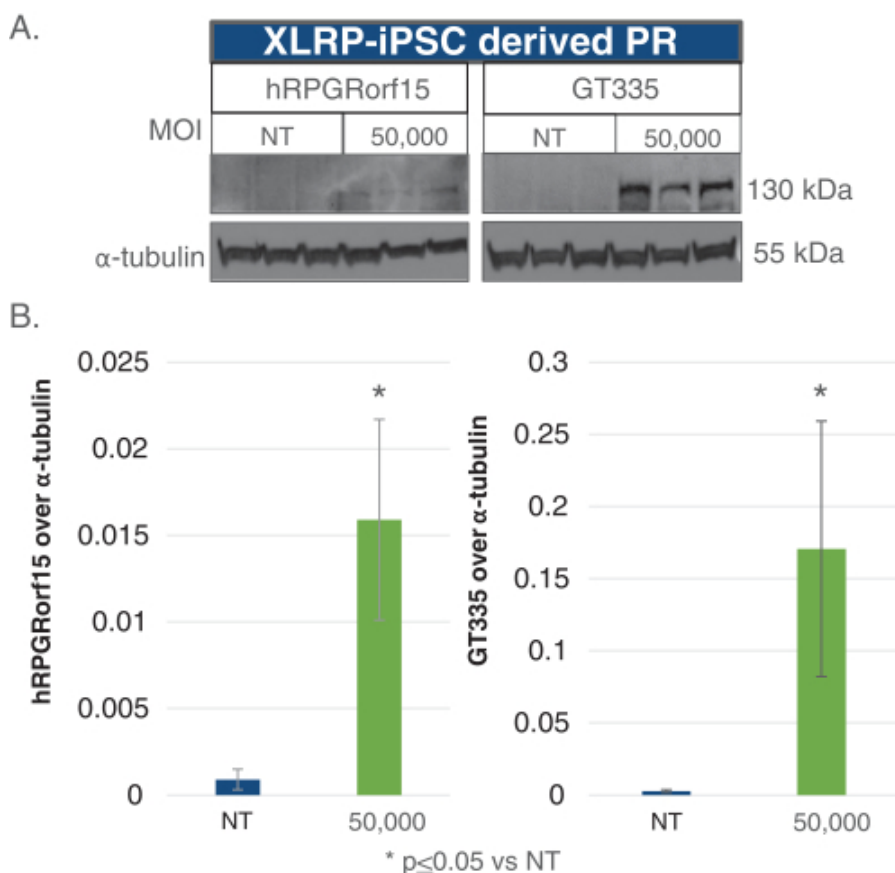 A.
XLRP-iPSC derived PR
hRPGRorf15 GT335
MOI NT 50,000 NT 50,000
130 kDa
α-tubulin 55 kDa
B.
hRPGRorf15 over α-tubulin
0.025
0.02
0.015
0.01
0.005
0
*
NT 50,000
GT335 over α-tubulin
0.3
0.25
0.2
0.15
0.1
0.05
0
*
NT 50,000
* p≤0.05 vs NT